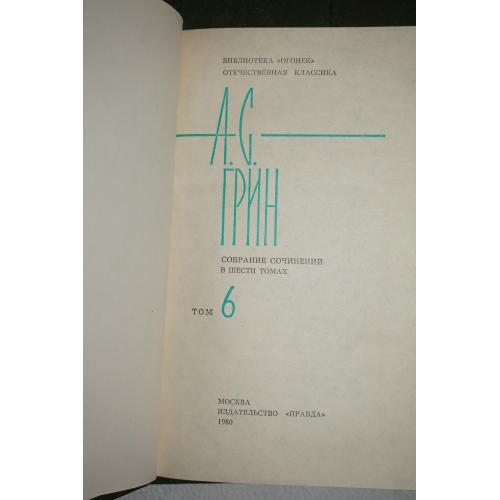 БИБЛИОТЕКА «ОГОНЕК»
ОТЕЧЕСТВЕННАЯ КЛАССИКА
А.С.
ГРИН
СОБРАНИЕ СОЧИНЕНИЙ
В ШЕСТИ ТОМАХ
ТОМ 6
МОСКВА
ИЗДАТЕЛЬСТВО «ПРАВДА»
1980